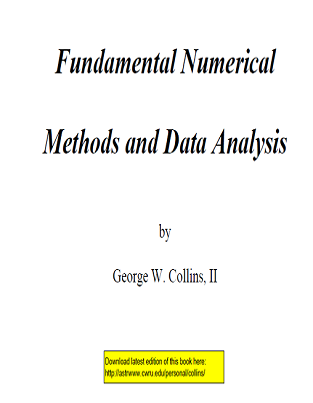 Fundamental Numerical
Methods and Data Analysis
by
George W. Collins, II
Download latest edition of this book here:
http://astrwww.cwru.edu/personal/collins/